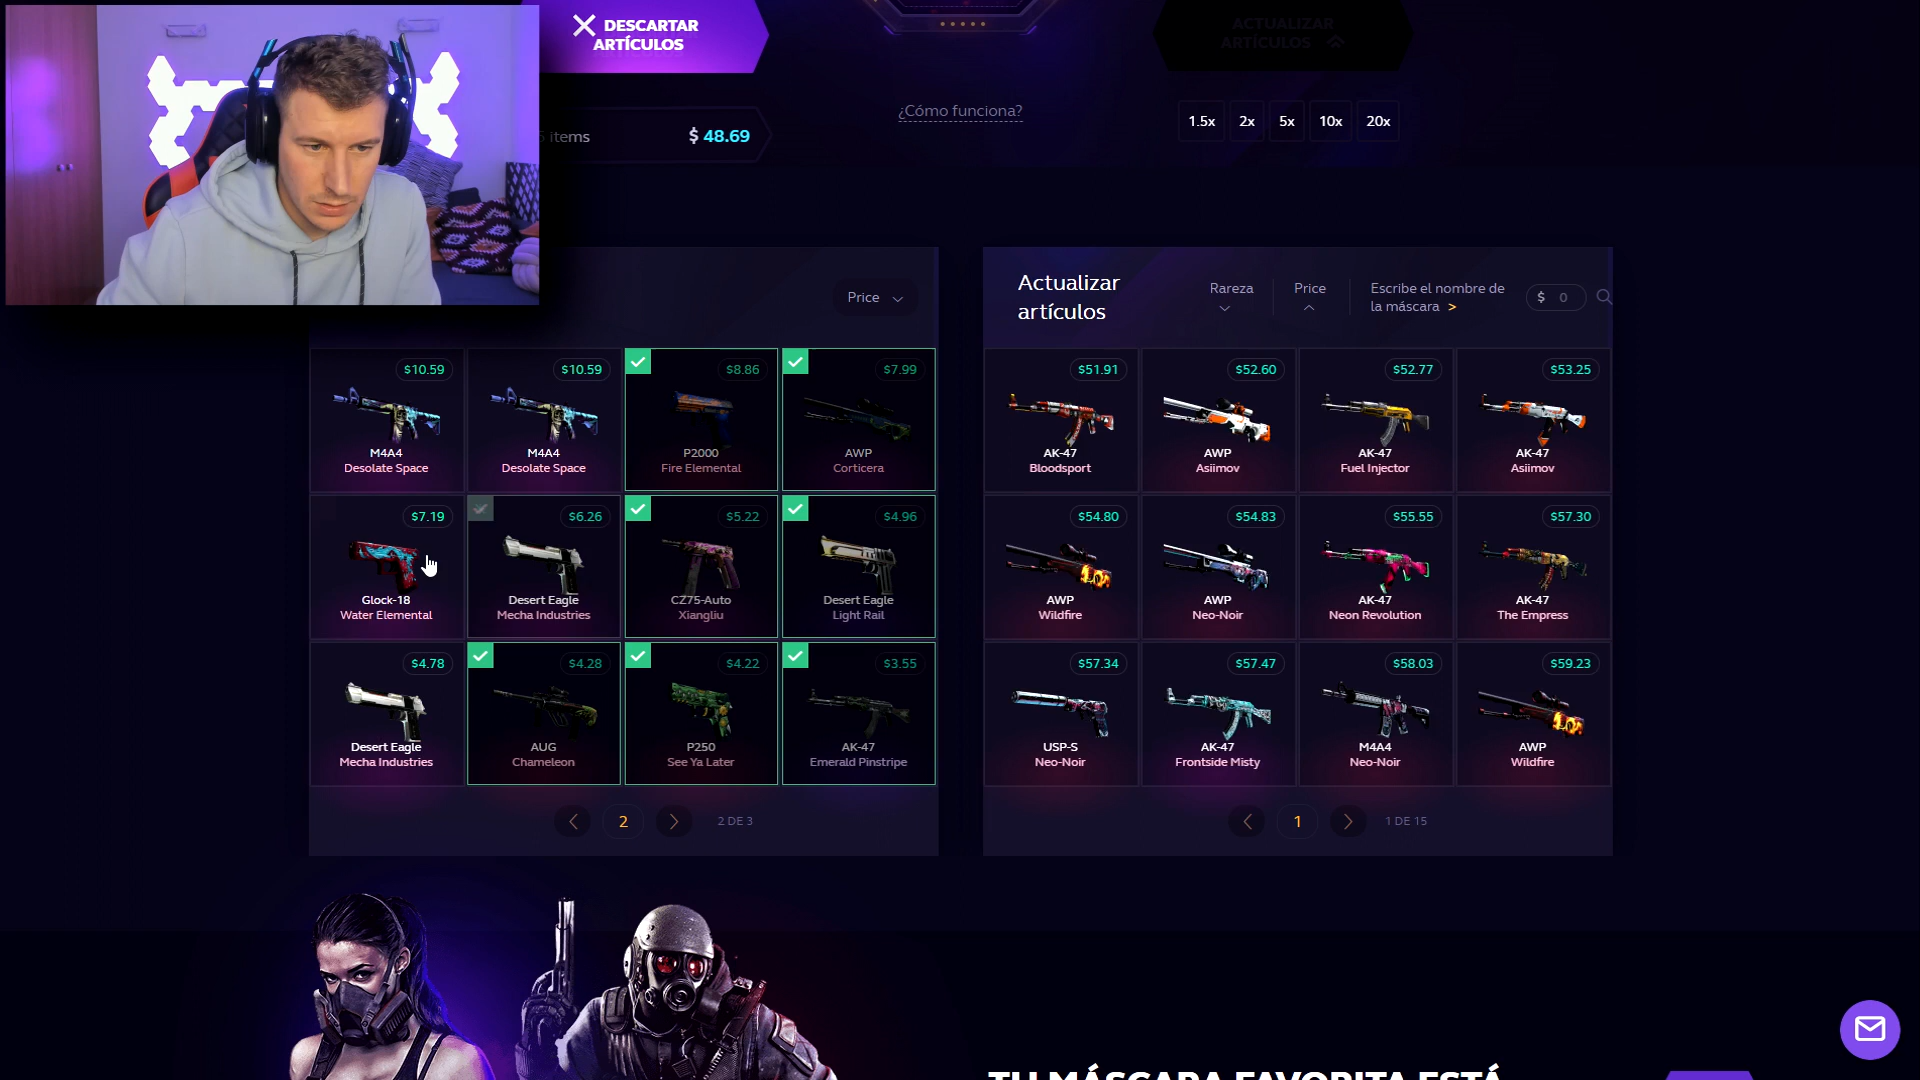 DESCARTAR
ARTÍCULOS
ACTUALIZAR
ARTÍCULOS
items
$ 48.69
¿Cómo funciona?
1.5x
2x
5x
10x
20x
Price
Actualizar
artículos
Rareza
Price
Escribe el nombre de
la máscara >
$ 0
$10.59
M4A4
Desolate Space
$10.59
M4A4
Desolate Space
$8.86
P2000
Fire Elemental
$7.99
AWP
Corticera
$7.19
Glock-18
Water Elemental
$6.26
Desert Eagle
Mecha Industries
$5.22
CZ75-Auto
Xiangliu
$4.96
Desert Eagle
Light Rail
$4.78
Desert Eagle
Mecha Industries
$4.28
AUG
Chameleon
$4.22
P250
See Ya Later
$3.55
AK-47
Emerald Pinstripe
2
2 DE 3
$51.91
AK-47
Bloodsport
$52.60
AWP
Asiimov
$52.77
AK-47
Fuel Injector
$53.25
AK-47
Asiimov
$54.80
AWP
Wildfire
$54.83
AWP
Neo-Noir
$55.55
AK-47
Neon Revolution
$57.30
AK-47
The Empress
$57.34
USP-S
Neo-Noir
$57.47
AK-47
Frontside Misty
$58.03
M4A4
Neo-Noir
$59.23
AWP
Wildfire
1
1 DE 15
TU MÁSCARA FAVORITA ESTÁ